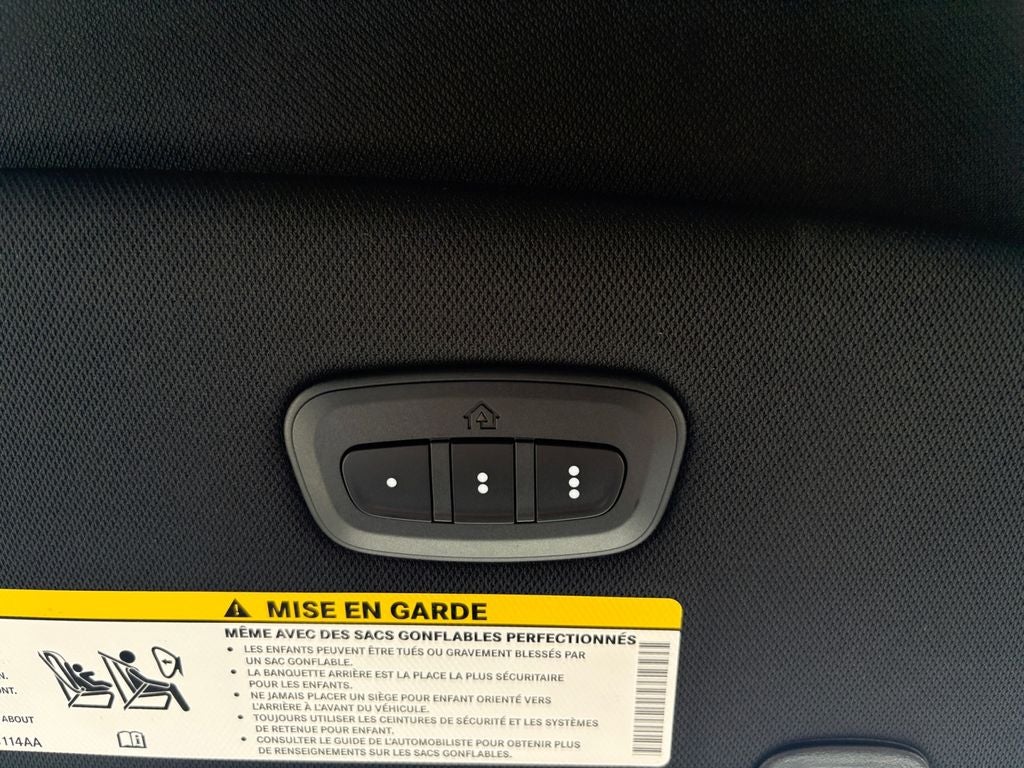 MISE EN GARDE
MÊME AVEC DES SACS GONFLABLES PERFECTIONNÉS
• LES ENFANTS PEUVENT ÊTRE TUÉS OU GRAVEMENT BLESSÉS PAR
UN SAC GONFLABLE.
• LA BANQUETTE ARRIÈRE EST LA PLACE LA PLUS SÉCURITAIRE
POUR LES ENFANTS.
• NE JAMAIS PLACER UN SIÈGE POUR ENFANT ORIENTÉ VERS
L'ARRIÈRE À L'AVANT DU VÉHICULE.
• TOUJOURS UTILISER LES CEINTURES DE SÉCURITÉ ET LES SYSTÈMES
DE RETENUE POUR ENFANT.
• CONSULTER LE GUIDE DE L'AUTOMOBILISTE POUR OBTENIR PLUS
DE RENSEIGNEMENTS SUR LES SACS GONFLABLES.
N.
ONT.
ABOUT
114AA